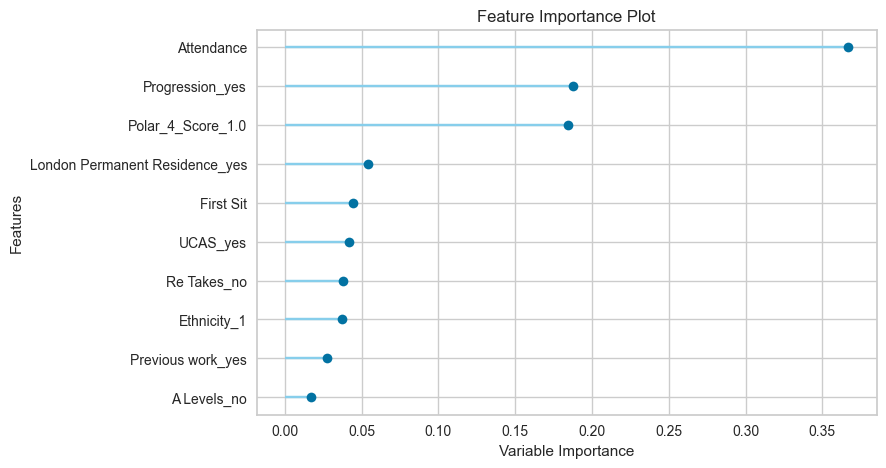 Feature Importance Plot
Attendance
Progression_yes
Polar_4_Score_1.0
London Permanent Residence_yes
First Sit
UCAS_yes
Re Takes_no
Ethnicity_1
Previous work_yes
A Levels_no
Features
0.00 0.05 0.10 0.15 0.20 0.25 0.30 0.35
Variable Importance